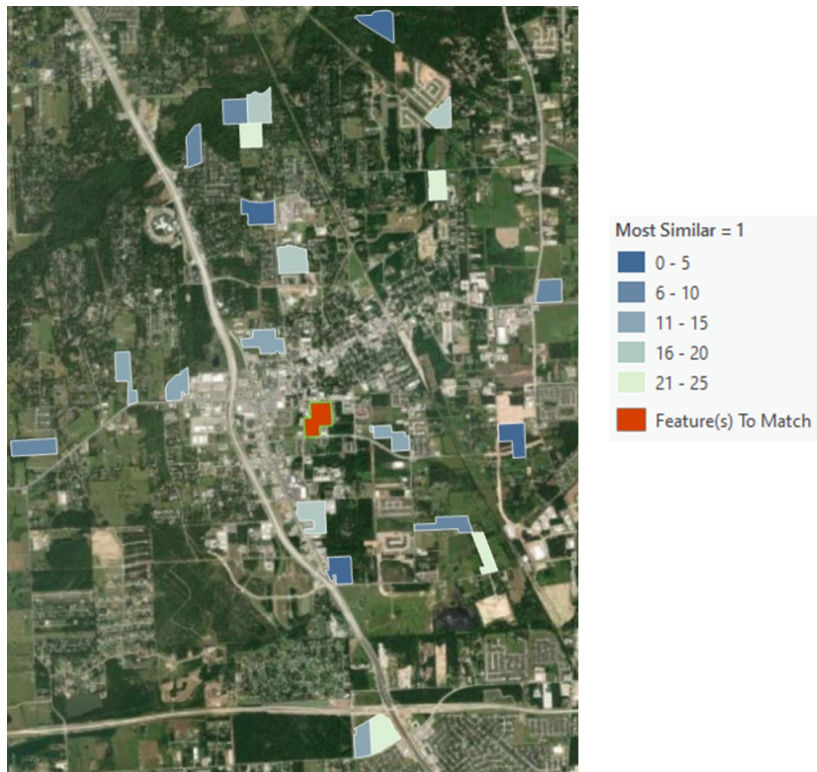 Most Similar = 1
0 - 5
6 - 10
11 - 15
16 - 20
21 - 25
Feature(s) To Match